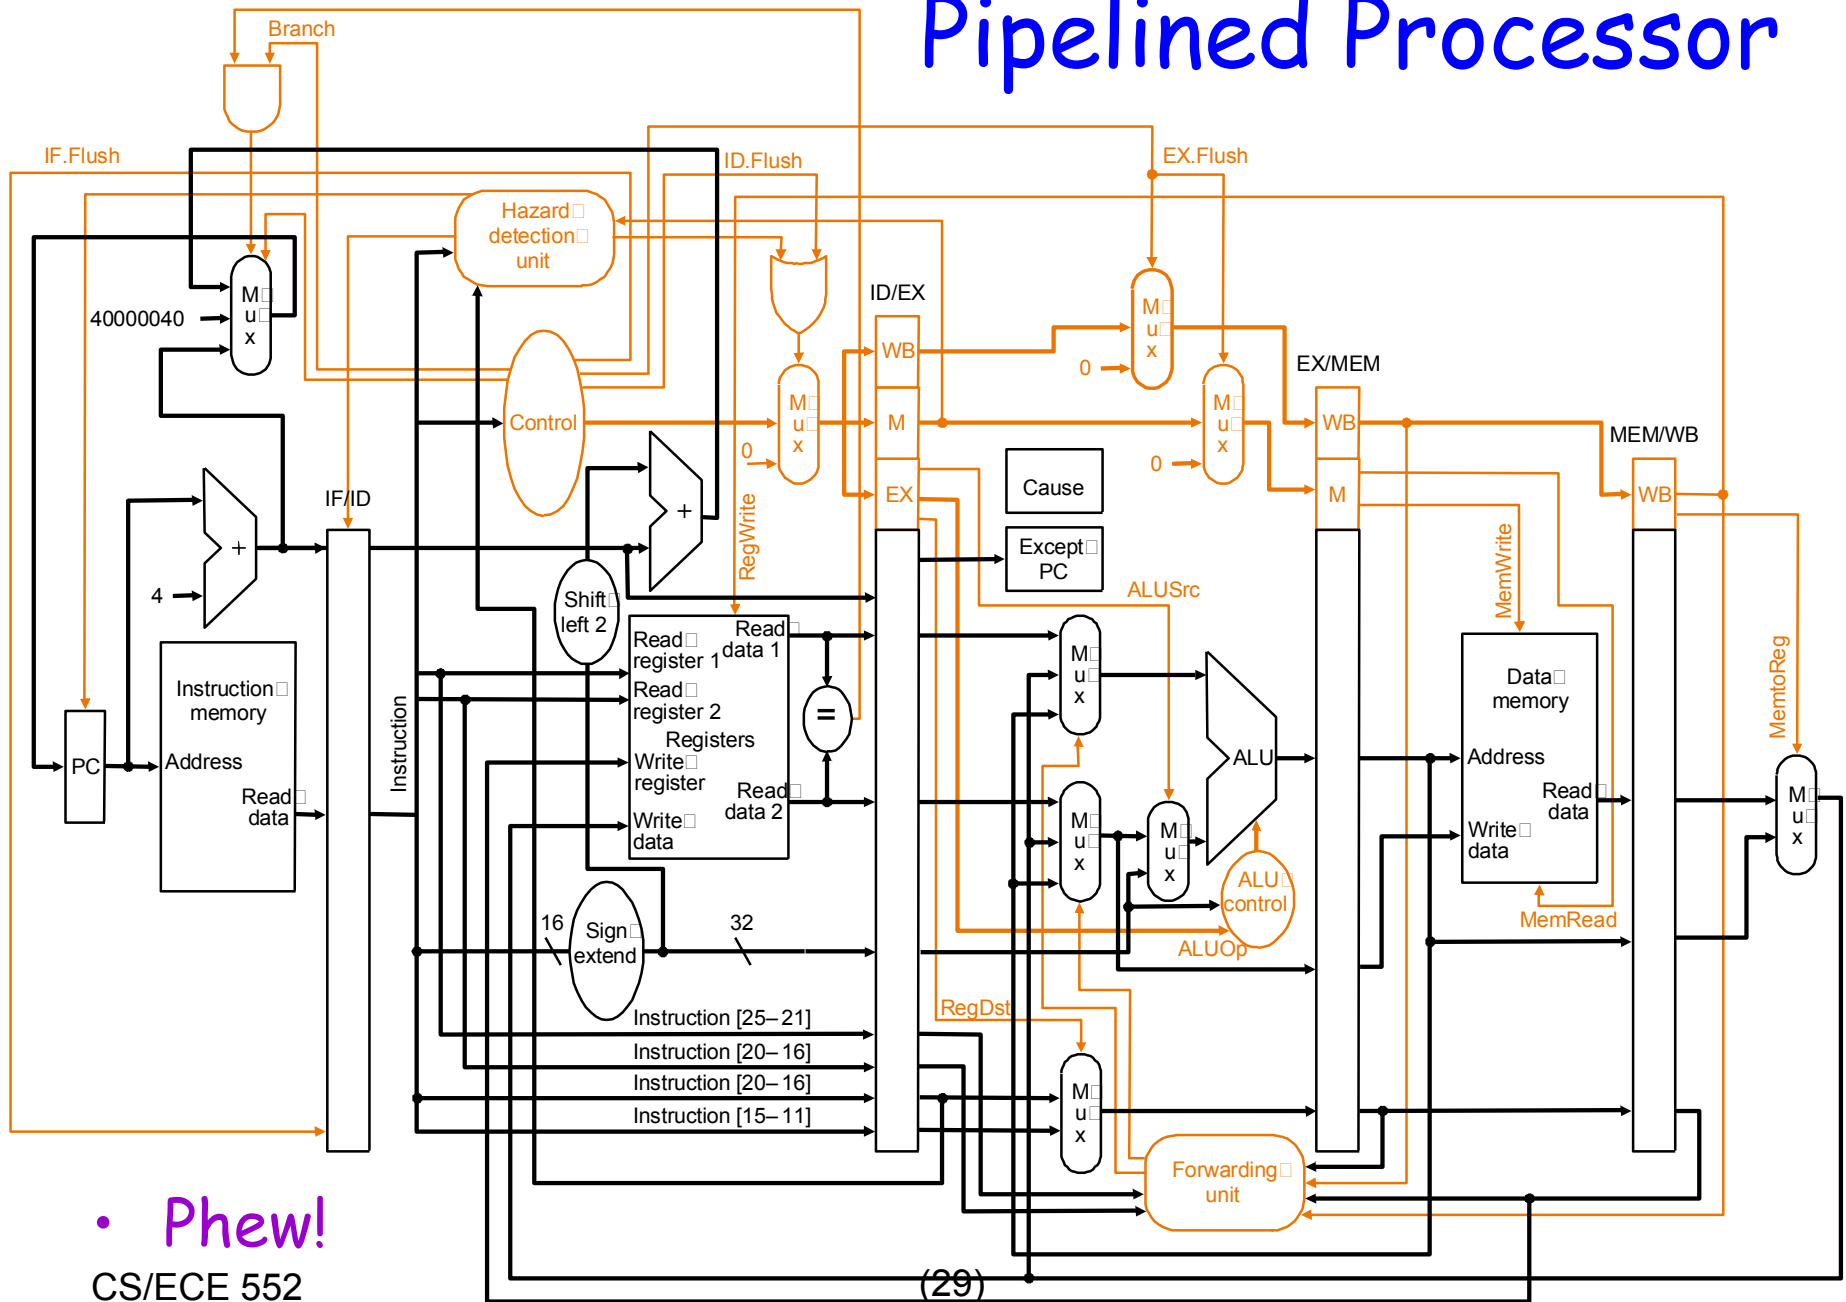 Pipelined Processor
Branch
IF.Flush
ID.Flush
EX.Flush
Hazard
detection
unit
M
u
x
40000040
ID/EX
WB
M
u
x
0
EX/MEM
Control
M
u
x
0
M
M
u
x
0
WB
MEM/WB
IF/ID
EX
Cause
M
WB
+
+
RegWrite
Except
PC
4
Shift
left 2
ALUSrc
MemWrite
Instruction
memory
Address
Read
data
PC
Instruction
Read
register 1
Read
data 1
Read
register 2
Registers
Write
register
Read
data 2
Write
data
=
M
u
x
M
u
x
M
u
x
ALU
ALU
control
ALUOp
Data
memory
Address
Read
data
Write
data
MemRead
MemtoReg
M
u
x
16
Sign
extend
32
RegDst
Instruction [25–21]
Instruction [20–16]
Instruction [20–16]
Instruction [15–11]
M
u
x
Forwarding
unit
• Phew!
CS/ECE 552
(29)